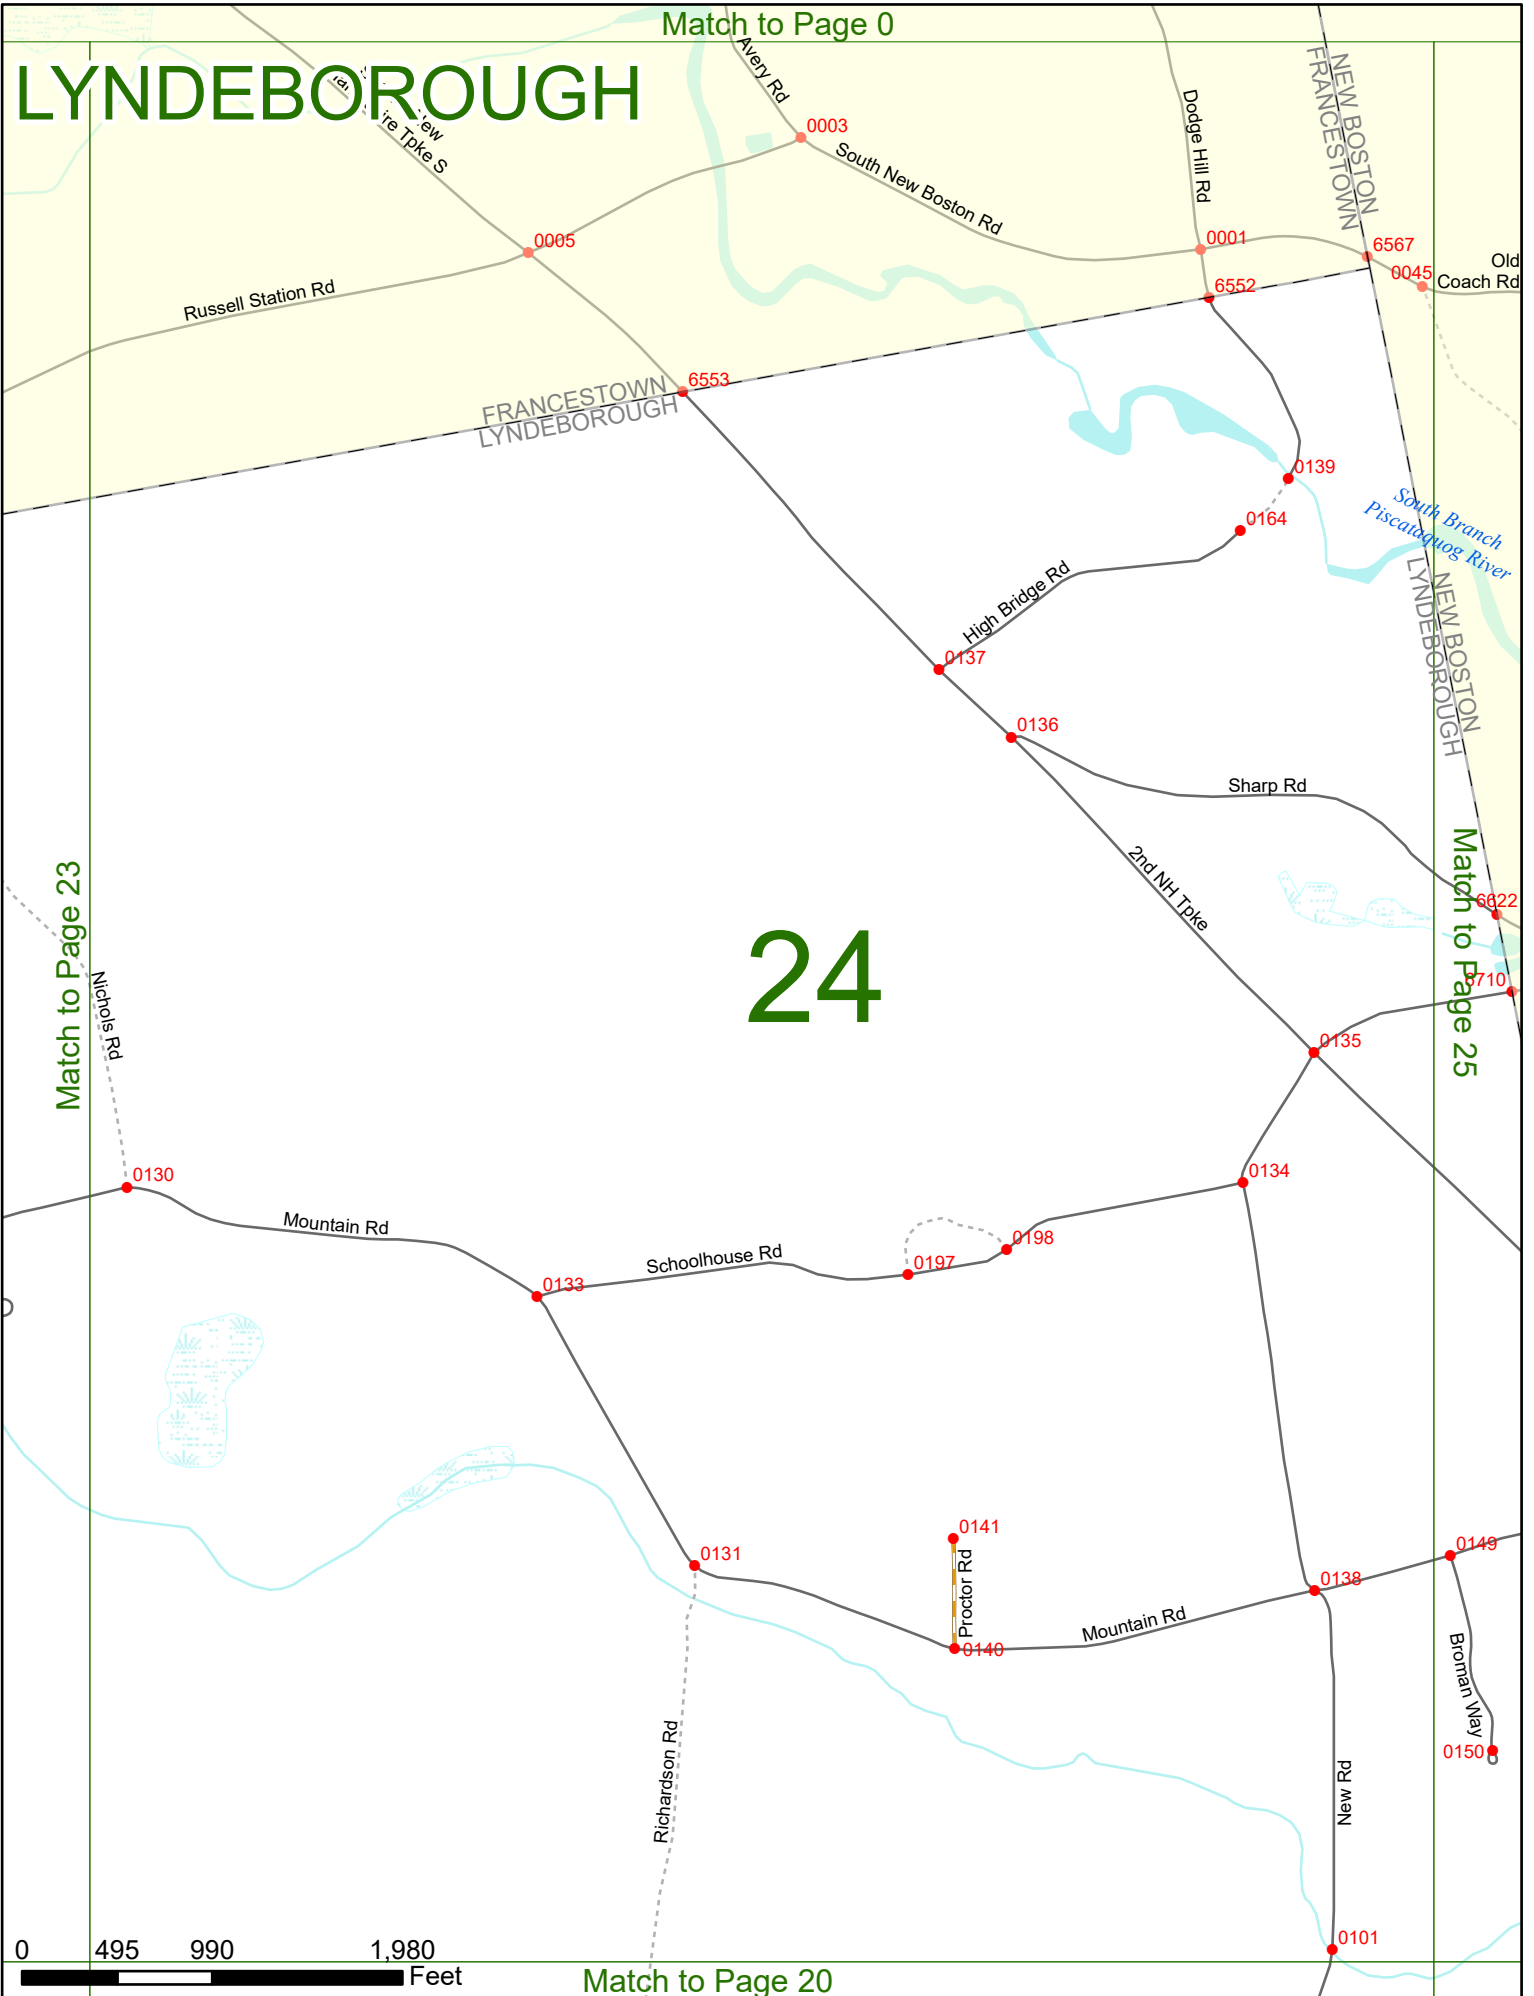 Match to Page 0
LYNDEBOROUGH
Avery Rd
0003
Tpke S
South New Boston Rd
Dodge Hill Rd
NEW BOSTON
FRANCESTOWN
0005
0001
6567
0045
Old
Coach Rd
Russell Station Rd
6552
6553
FRANCESTOWN
LYNDEBOROUGH
0139
0164
South Branch
Piscataquog River
High Bridge Rd
0137
NEW BOSTON
LYNDEBOROUGH
0136
Sharp Rd
2nd NH Tpke
Match to Page 23
Match to Page 25
6622
24
Nichols Rd
0135
0130
0134
Mountain Rd
Schoolhouse Rd
0198
0197
0133
0141
0131
Proctor Rd
0149
0138
0140
Mountain Rd
Broman Way
0150
Richardson Rd
New Rd
0101
0 495 990 1,980
Feet
Match to Page 20